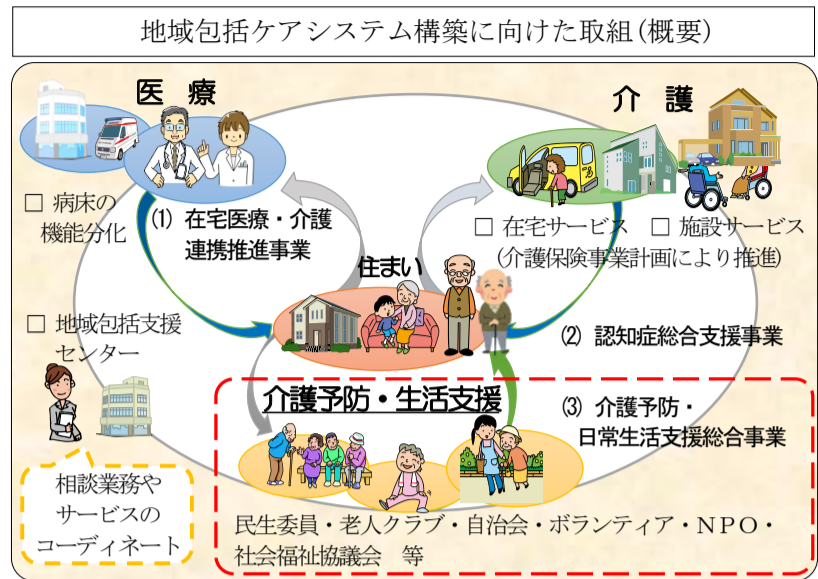 地域包括ケアシステム構築に向けた取組(概要)
医 療
介 護
□ 病床の
機能分化
(1) 在宅医療・介護
連携推進事業
□ 在宅サービス □ 施設サービス
(介護保険事業計画により推進)
住まい
□ 地域包括支援
センター
(2) 認知症総合支援事業
介護予防・生活支援
(3) 介護予防・
日常生活支援総合事業
相談業務や
サービスの
コーディネート
民生委員・老人クラブ・自治会・ボランティア・NPO・
社会福祉協議会 等